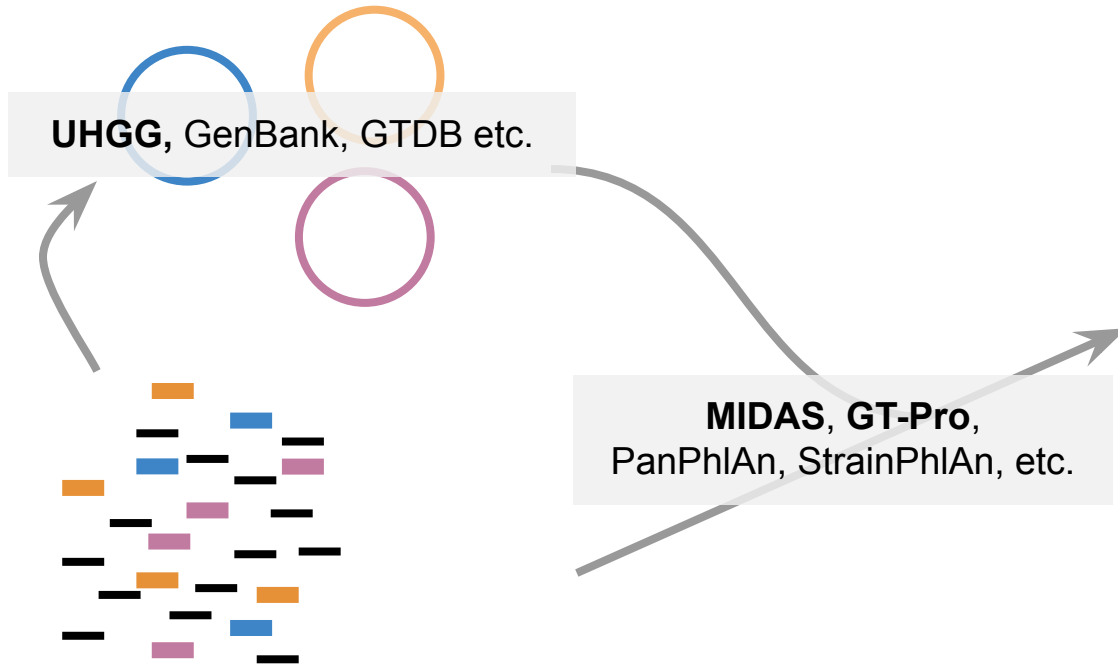 UHGG, GenBank, GTDB etc.
MIDAS, GT-Pro,
PanPhlAn, StrainPhlAn, etc.